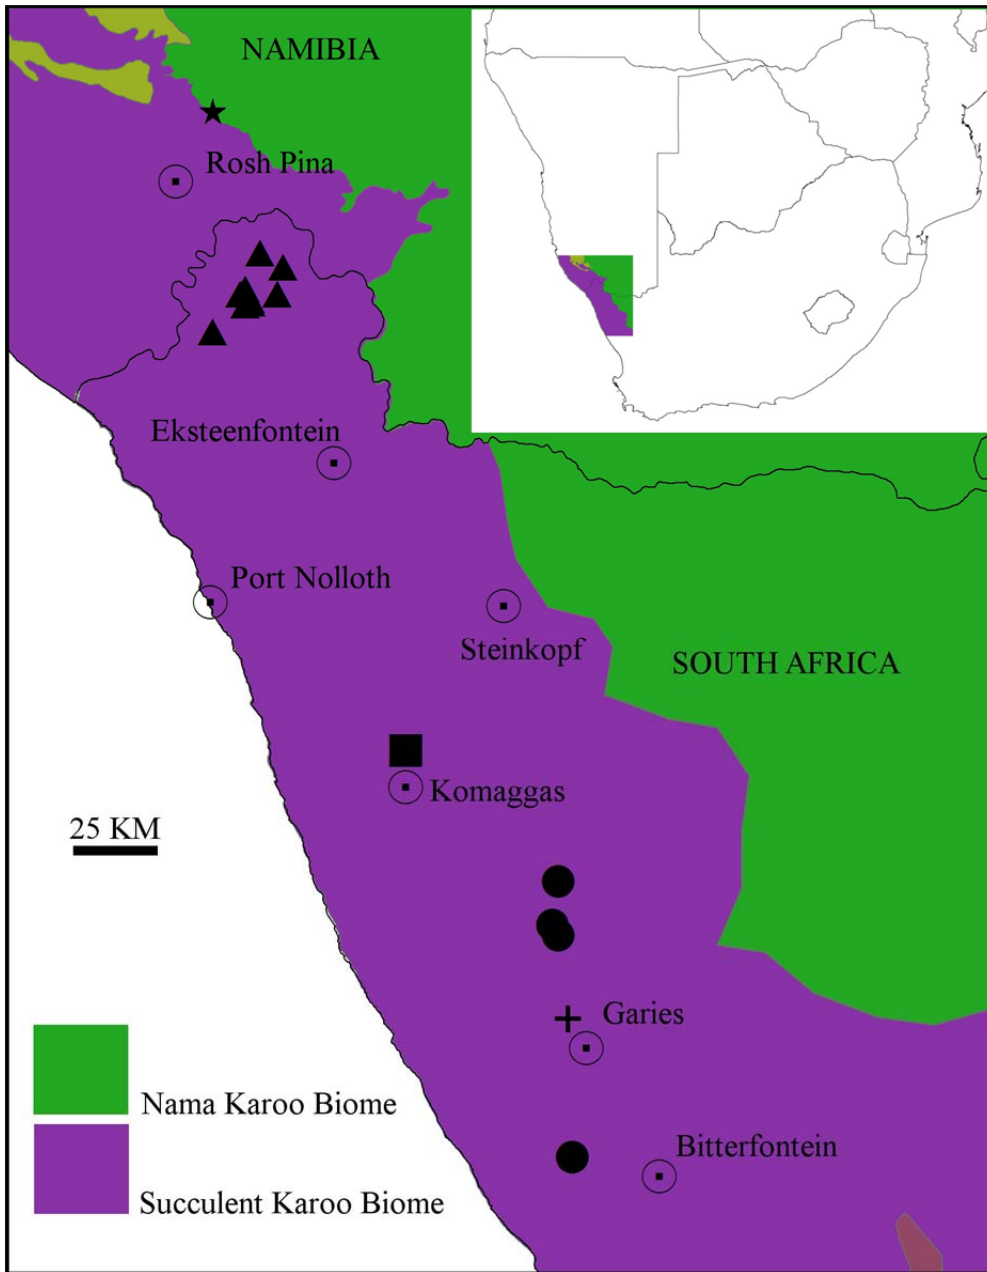 NAMIBIA
Rosh Pina
Eksteenfontein
Port Nolloth
Steinkopf
SOUTH AFRICA
Komaggas
25 KM
Garies
Nama Karoo Biome
Bitterfontein
Succulent Karoo Biome